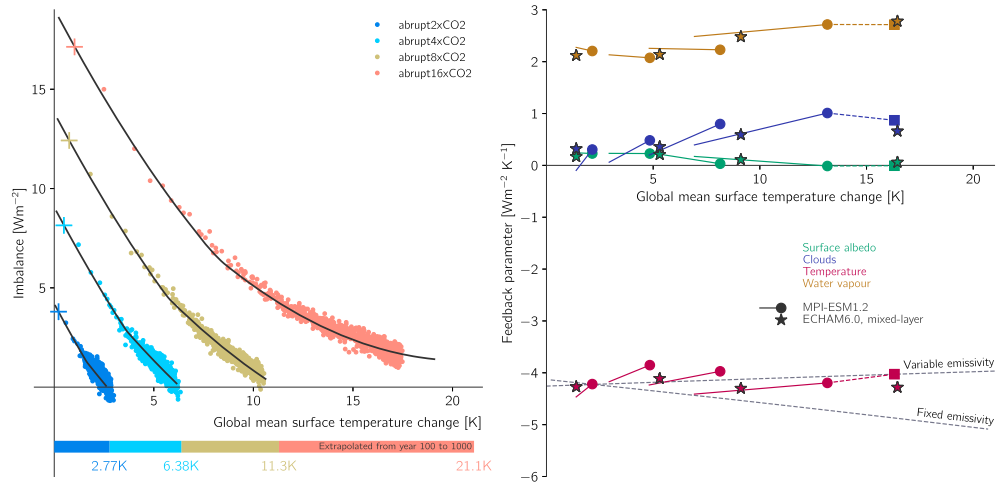 abrupt2xCO2
abrupt4xCO2
abrupt8xCO2
abrupt16xCO2
15
10
5
Imbalance [Wm−2]
5
10
15
20
Global mean surface temperature change [K]
Extrapolated from year 100 to 1000
2.77K
6.38K
11.3K
21.1K
3
2
1
0
−1
−2
−3
−4
−5
−6
Feedback parameter [Wm−2 K−1]
5
10
15
20
Global mean surface temperature change [K]
Surface albedo
Clouds
Temperature
Water vapour
MPI-ESM1.2
ECHAM6.0, mixed-layer
Variable emissivity
Fixed emissivity